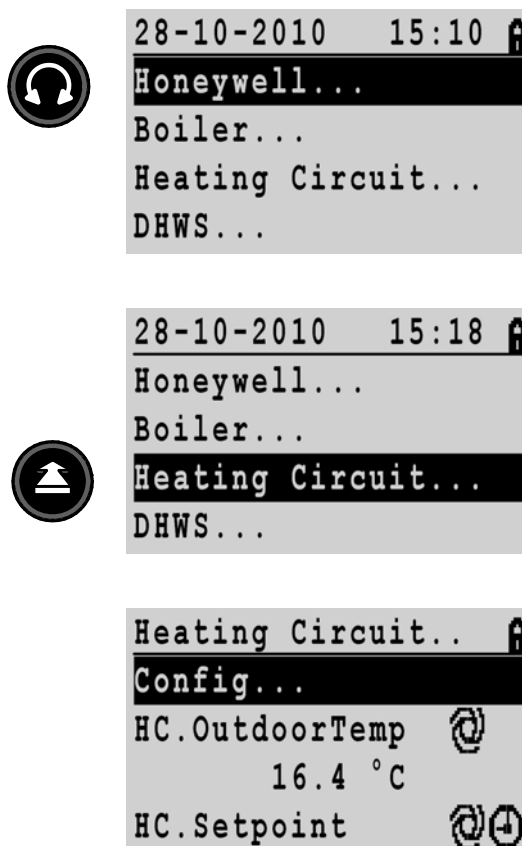 28-10-2010 15:10
Honeywell...
Boiler...
Heating Circuit...
DHWS...
28-10-2010 15:18
Honeywell...
Boiler...
Heating Circuit...
DHWS...
Heating Circuit..
Config...
HC.OutdoorTemp
16.4 °C
HC.Setpoint